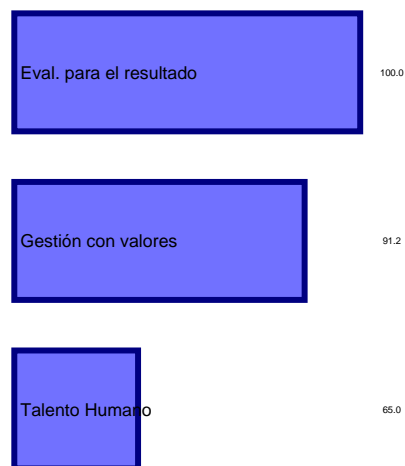 Eval. para el resultado 100.0
Gestión con valores 91.2
Talento Humano 65.0